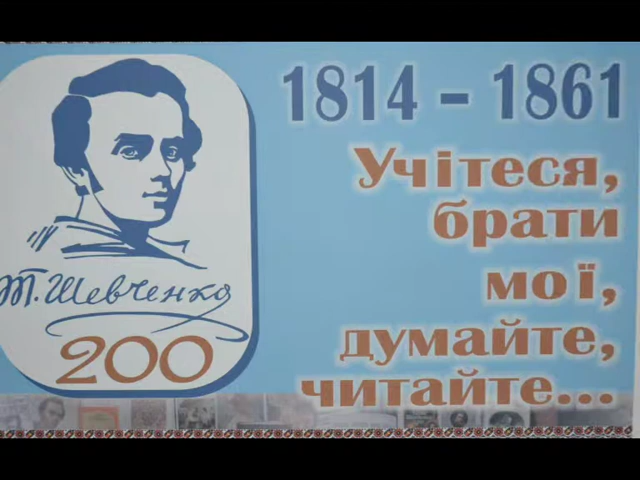 1814 – 1861
Учітеся,
брати
мої,
думайте,
читайте...
Т. Шевченко
200